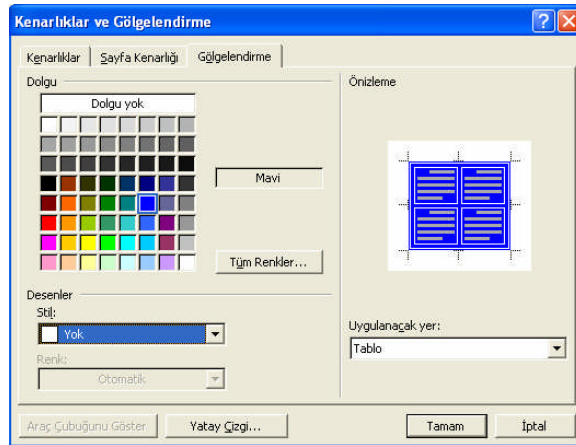 Kenarlıklar ve Gölgelendirme
Kenarlıklar
Sayfa Kenarlığı
Gölgelendirme
Dolgu
Dolgu yok
Mavi
Tüm Renkler...
Desenler
Stil:
Yok
Renk:
Otomatik
Önizleme
Uygulanacak yer:
Tablo
Araç Çubuğunu Göster
Yatay Çizgi...
Tamam
İptal